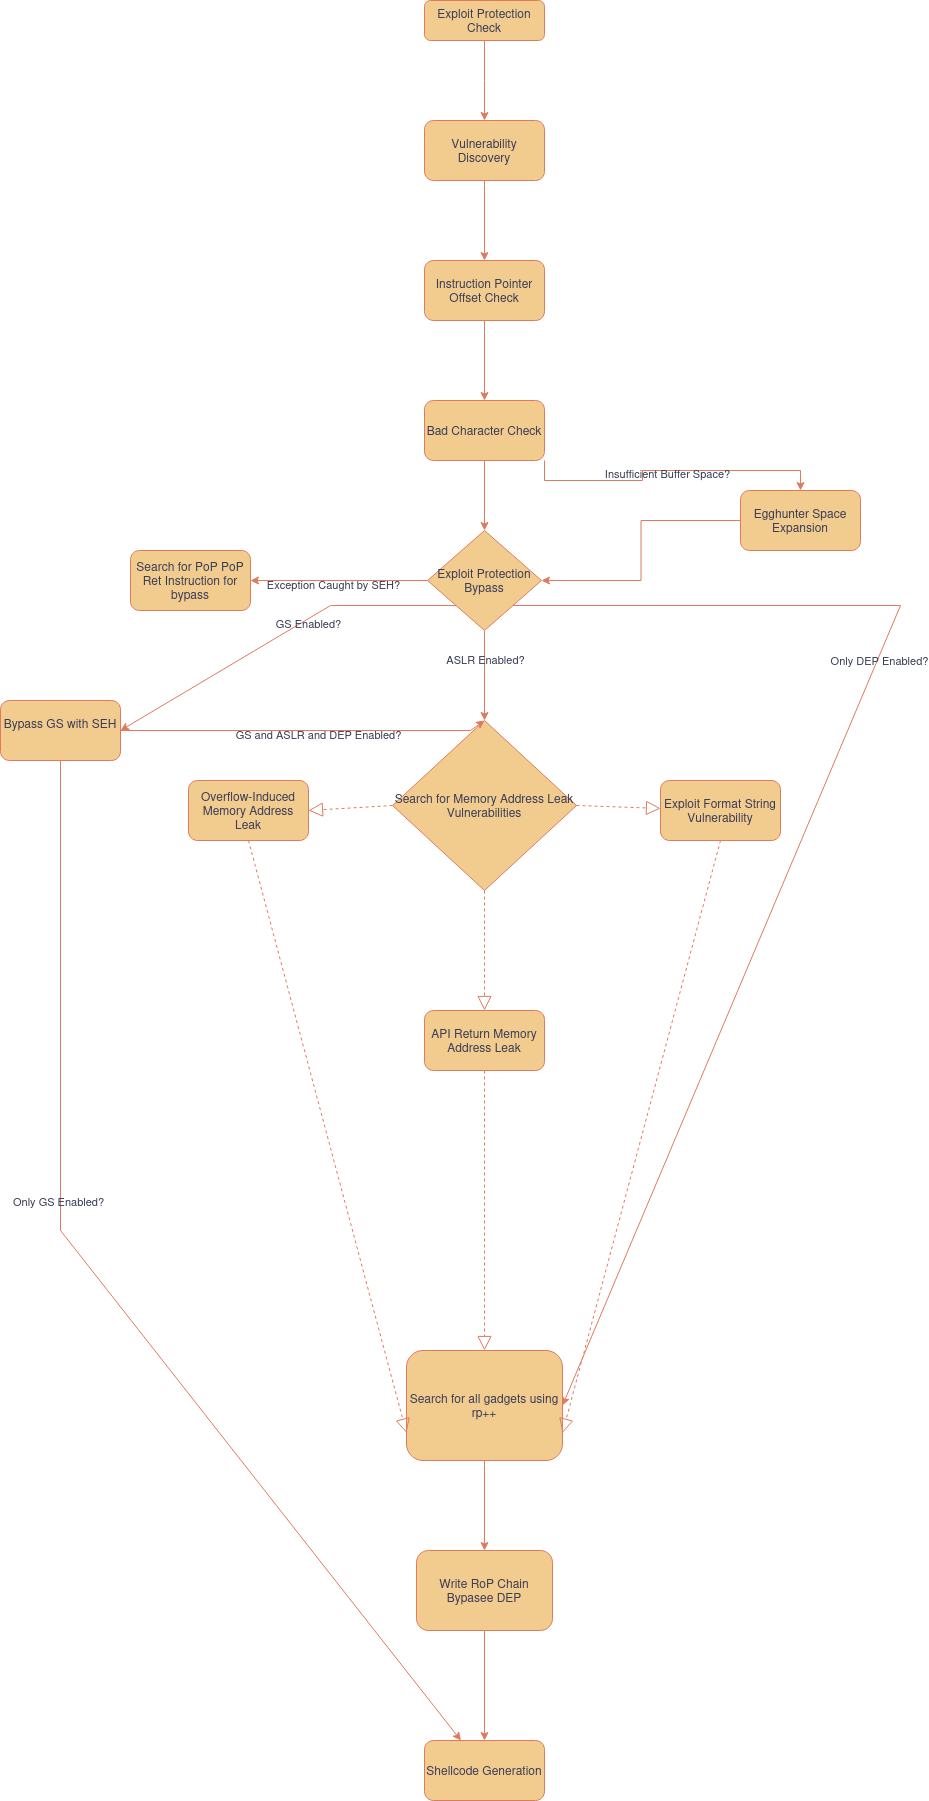 Exploit Protection
Check
Vulnerability
Discovery
Instruction Pointer
Offset Check
Bad Character Check
Insufficient Buffer Space?
Egghunter Space
Expansion
Search for PoP PoP
Ret Instruction for
bypass
Exception Caught by SEH?
Exploit Protection
Bypass
GS Enabled?
ASLR Enabled?
Only DEP Enabled?
Bypass GS with SEH
GS and ASLR and DEP Enabled?
Overflow-Induced
Memory Address
Leak
Search for Memory Address Leak
Vulnerabilities
Exploit Format String
Vulnerability
API Return Memory
Address Leak
Only GS Enabled?
Search for all gadgets using
rp++
Write RoP Chain
Bypasee DEP
Shellcode Generation